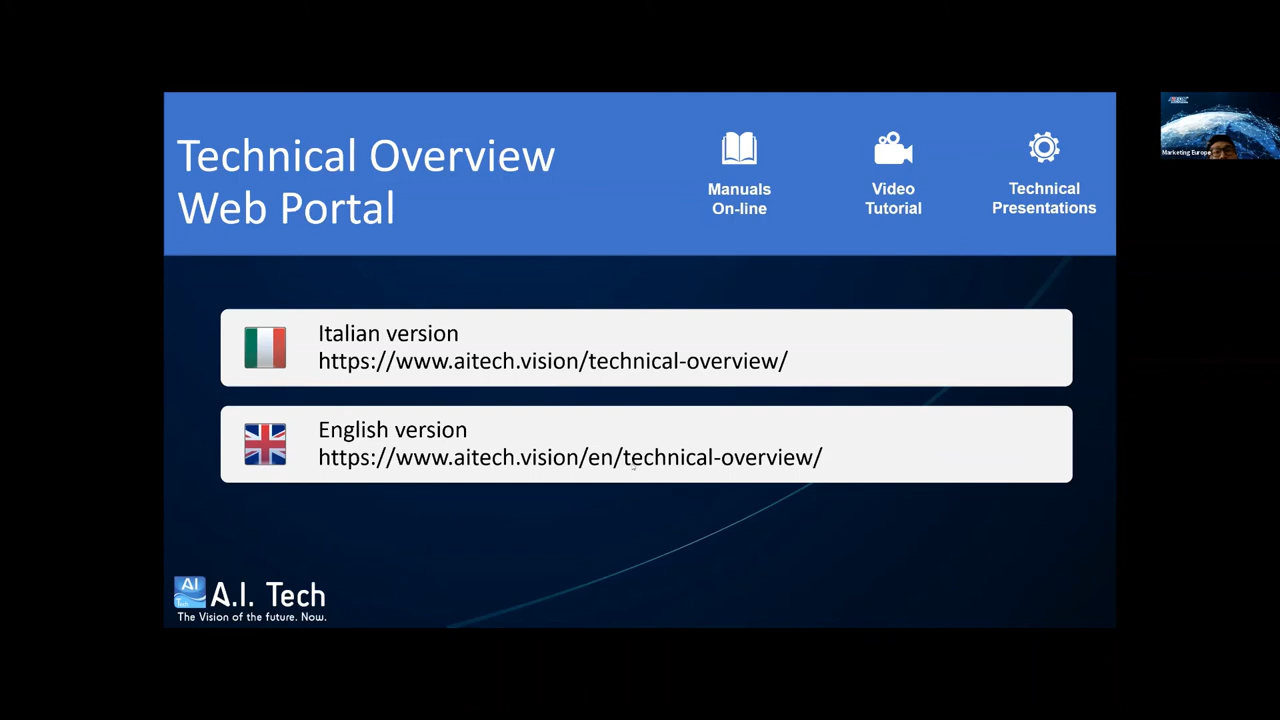 Technical Overview
Web Portal
Manuals
On-line
Video
Tutorial
Technical
Presentations
Italian version
https://www.aitech.vision/technical-overview/
English version
https://www.aitech.vision/en/technical-overview/
AI
Tech
A.I. Tech
The Vision of the future. Now.
Marketing Europe